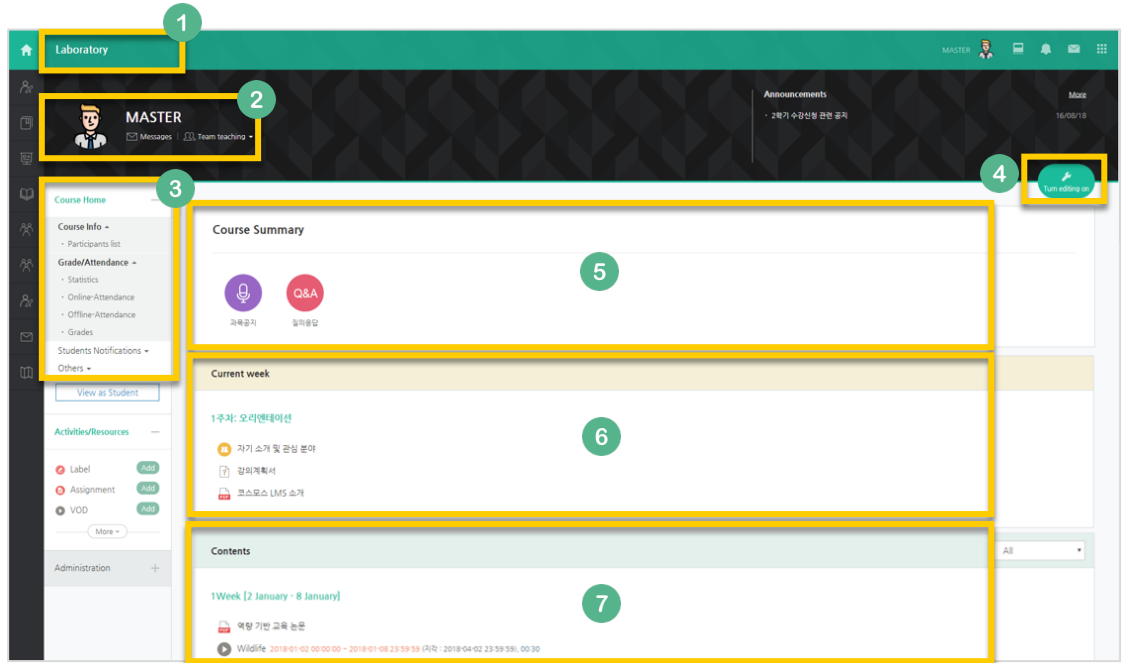 1
Laboratory
MASTER
2
MASTER
Messages
Team teaching
Announcements
More
2학기 수강신청 관련 공지
16/08/18
4
Turn editing on
3
Course Home
Course Info
Participants list
Grade/Attendance
Statistics
Online-Attendance
Offline-Attendance
Grades
Students Notifications
Others
View as Student
Activities/Resources
Label
Add
Assignment
Add
VOD
Add
More
Administration
Course Summary
5
Q&A
과목공지
질의응답
Current week
1주차: 오리엔테이션
6
자기 소개 및 관심 분야
강의계획서
PDF
코스모스 LMS 소개
Contents
All
1Week [2 January - 8 January]
7
PDF
역량 기반 교육 논문
Wildlife 2018-01-02 00:00:00 ~ 2018-01-08 23:59:59 (지각 : 2018-04-02 23:59:59), 00:30